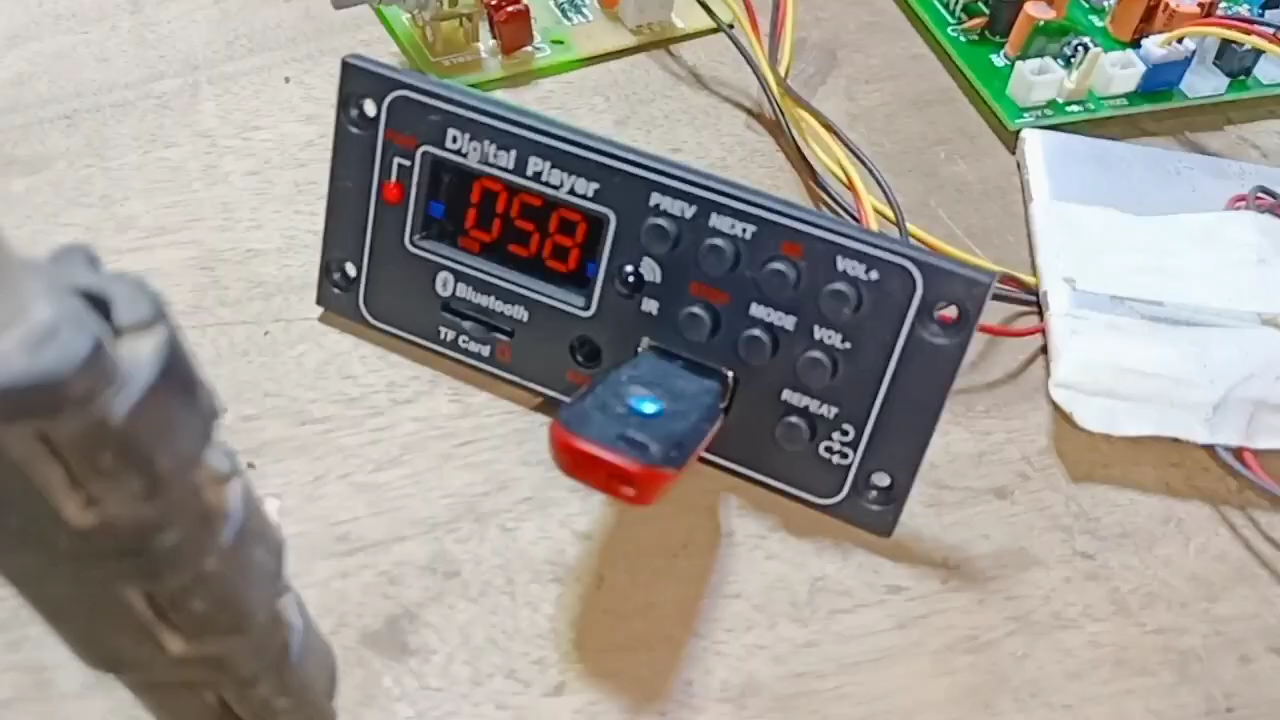 Digital Player
058
PREV NEXT
VOL+
IR
MODE VOL-
Bluetooth
TF Card
REPEAT